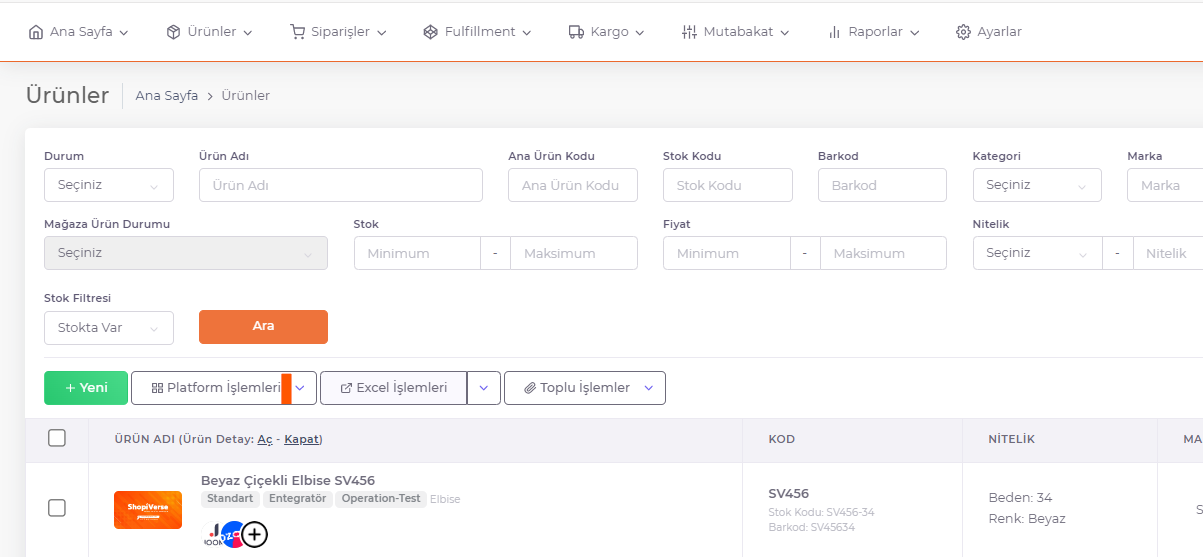 Ana Sayfa Ürünler Siparişler Fulfillment Kargo Mutabakat Raporlar Ayarlar
Ürünler Ana Sayfa > Ürünler
Durum Ürün Adı Ana Ürün Kodu Stok Kodu Barkod Kategori Marka
Seçiniz Ürün Adı Ana Ürün Kodu Stok Kodu Barkod Seçiniz Marka
Mağaza Ürün Durumu Stok Fiyat Nitelik
Seçiniz Minimum - Maksimum Minimum - Maksimum Seçiniz - Nitelik
Stok Filtresi
Stokta Var Ara
+ Yeni Platform İşlemleri Excel İşlemleri Toplu İşlemler
ÜRÜN ADI (Ürün Detay: Aç - Kapat) KOD NİTELİK MA
Beyaz Çiçekli Elbise SV456
Standart Entegratör Operation-Test Elbise
ShopiVerse
SV456
Stok Kodu: SV456-34
Barkod: SV45634
Beden: 34
Renk: Beyaz
S